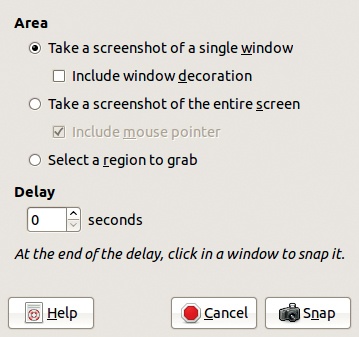 Area
Take a screenshot of a single window
Include window decoration
Take a screenshot of the entire screen
Include mouse pointer
Select a region to grab
Delay
0 seconds
At the end of the delay, click in a window to snap it.
Help Cancel Snap